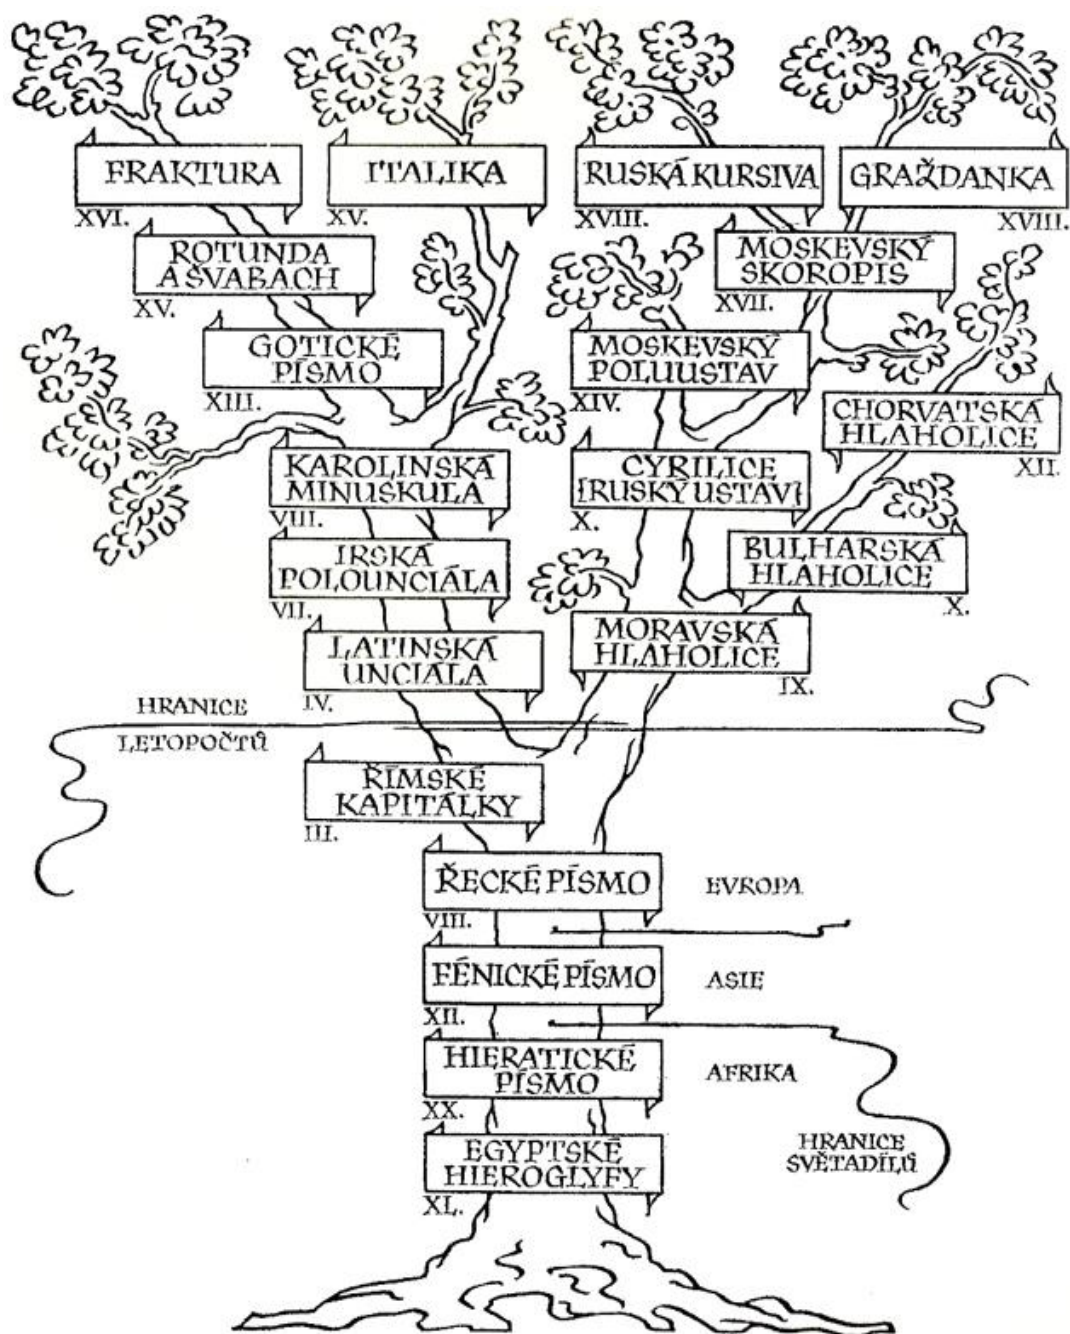 FRAKTURA
XVI.
ITALIKA
XV.
RUSKÁ KURSIVA
XVIII.
GRAŽDANKA
XVIII.
ROTUNDA
A ŠVABACH
XV.
MOSKEVSKÝ
SKOROPIS
XVII.
GOTICKÉ
PÍSMO
XIII.
MOSKEVSKÝ
POLUUSTAV
XIV.
CHORVATSKÁ
HLAHOLICE
XII.
KAROLINSKÁ
MINUSKULA
VIII.
CYRILICE
[RUSKÝ USTAV]
X.
IRSKÁ
POLOUNCIÁLA
VII.
BULHARSKÁ
HLAHOLICE
X.
LATINSKÁ
UNCIÁLA
IV.
MORAVSKÁ
HLAHOLICE
IX.
HRANICE
LETOPOČTŮ
ŘÍMSKÉ
KAPITÁLKY
III.
ŘECKÉ PÍSMO
VIII.
EVROPA
FÉNICKÉ PÍSMO
XII.
ASIE
HIERATICKÉ
PÍSMO
XX.
AFRIKA
EGYPTSKÉ
HIEROGLYFY
XL.
HRANICE
SVĚTADÍLŮ